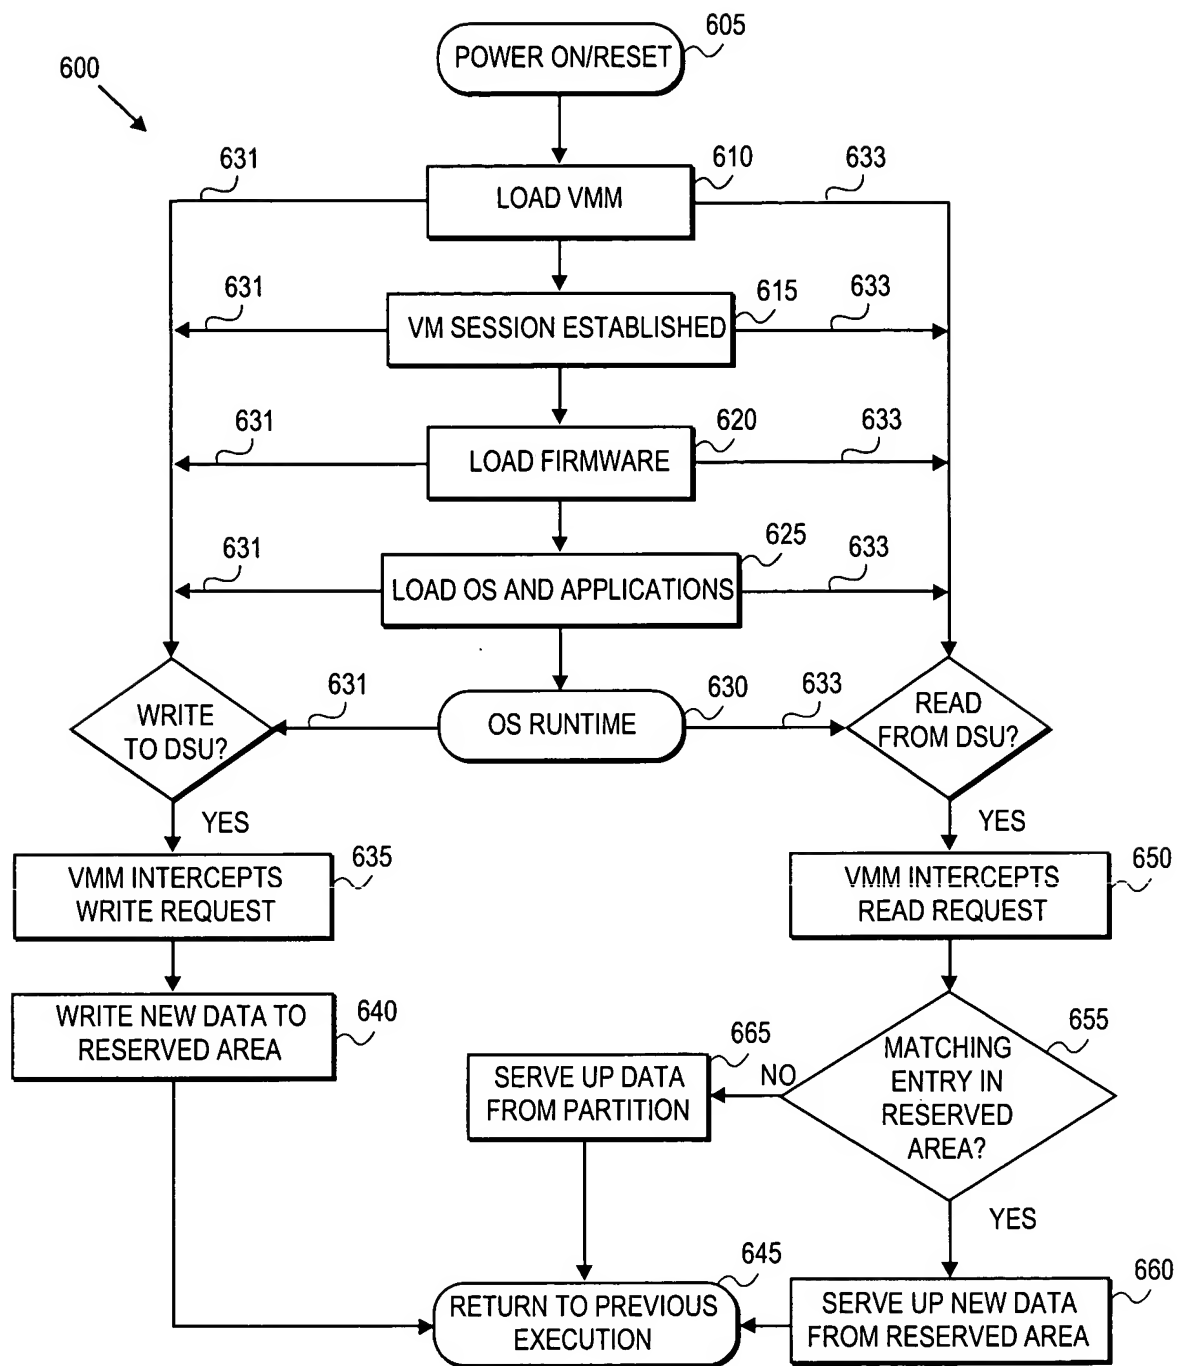 605
POWER ON/RESET
600
631
610
633
LOAD VMM
631
615
633
VM SESSION ESTABLISHED
631
620
633
LOAD FIRMWARE
631
625
633
LOAD OS AND APPLICATIONS
WRITE
TO DSU?
631
OS RUNTIME
630
633
READ
FROM DSU?
YES
YES
VMM INTERCEPTS
WRITE REQUEST
635
VMM INTERCEPTS
READ REQUEST
650
WRITE NEW DATA TO
RESERVED AREA
640
665
SERVE UP DATA
FROM PARTITION
NO
MATCHING
ENTRY IN
RESERVED
AREA?
655
YES
645
RETURN TO PREVIOUS
EXECUTION
660
SERVE UP NEW DATA
FROM RESERVED AREA